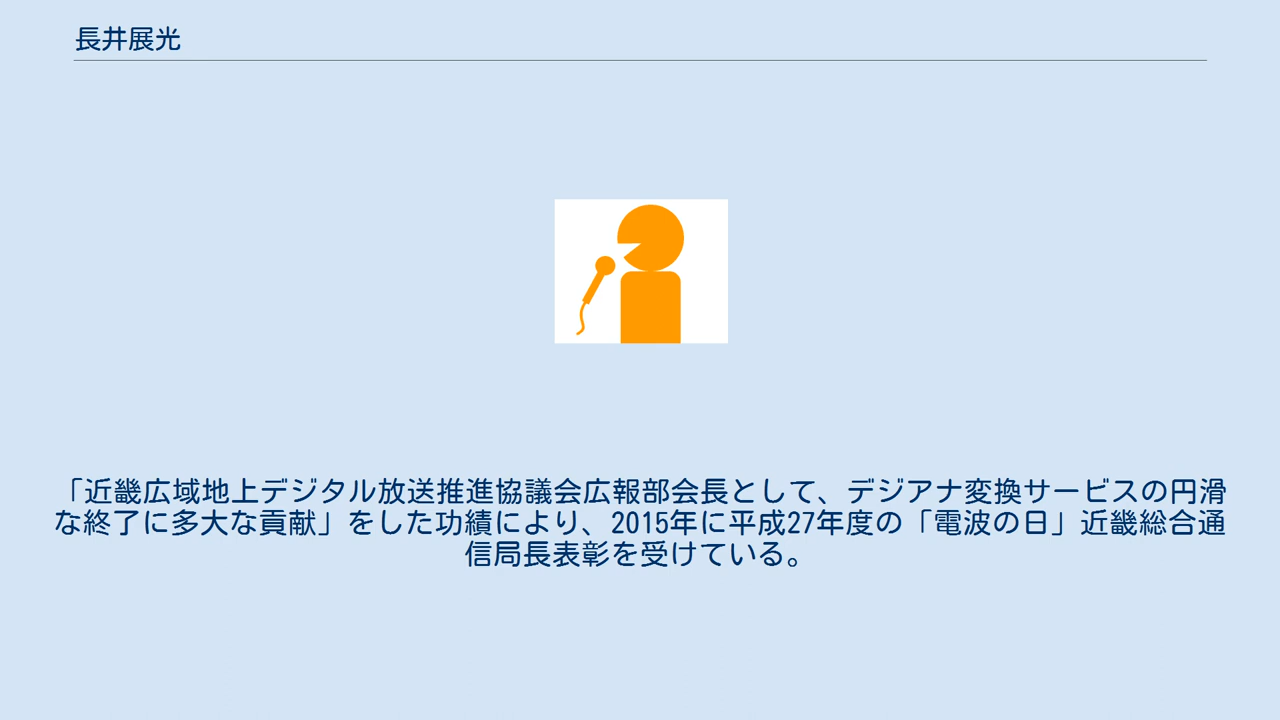 長井展光
「近畿広域地上デジタル放送推進協議会広報部会長として、デジアナ変換サービスの円滑
な終了に多大な貢献」をした功績により、2015年に平成27年度の「電波の日」近畿総合通
信局長表彰を受けている。